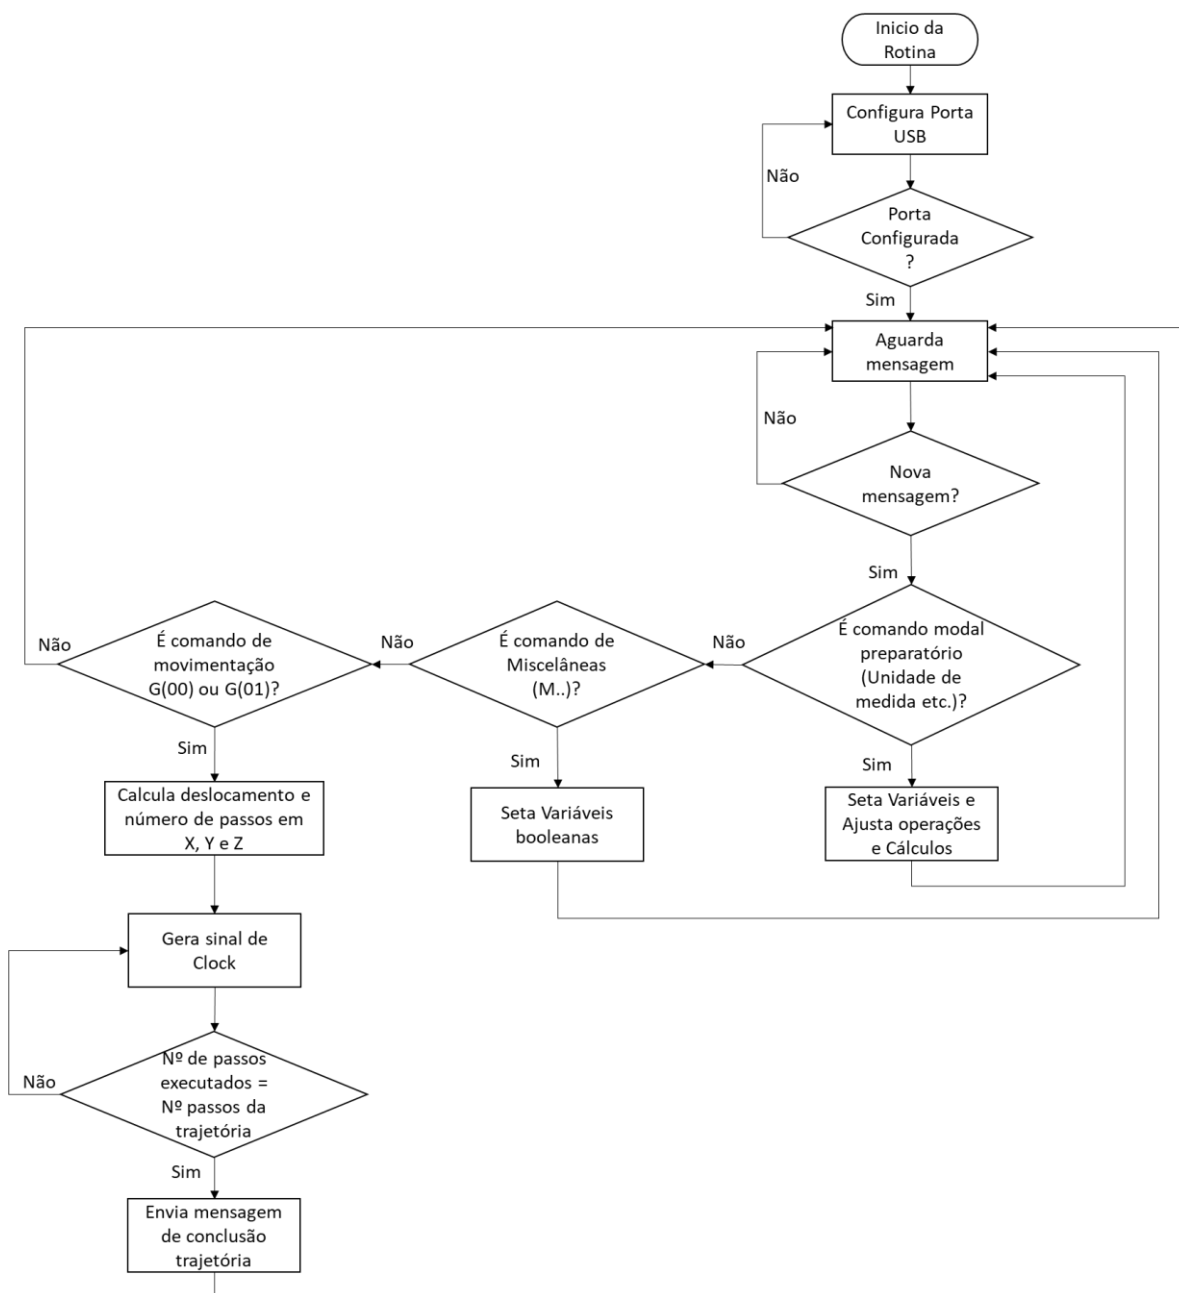 Inicio da
Rotina
Configura Porta
USB
Não
Porta
Configurada
?
Sim
Aguarda
mensagem
Não
Nova
mensagem?
Sim
É comando modal
preparatório
(Unidade de
medida etc.)?
Não
É comando de
Miscelâneas
(M..)?
Não
É comando de
movimentação
G(00) ou G(01)?
Não
Sim
Sim
Sim
Calcula deslocamento e
número de passos em
X, Y e Z
Seta Variáveis
booleanas
Seta Variáveis e
Ajusta operações
e Cálculos
Gera sinal de
Clock
Nº de passos
executados =
Nº passos da
trajetória
Não
Sim
Envia mensagem
de conclusão
trajetória